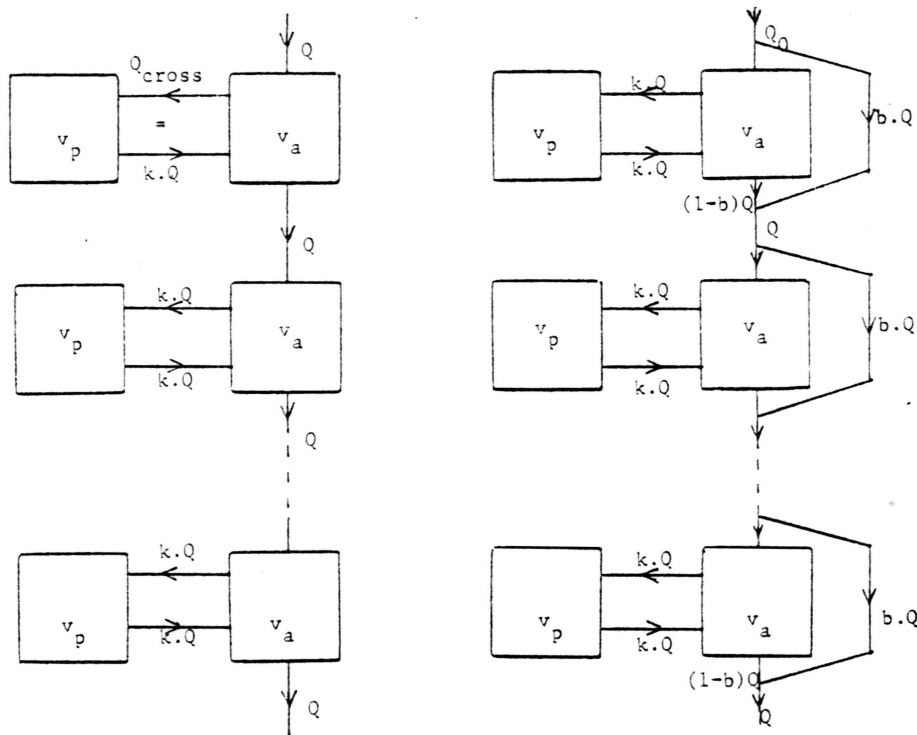 Q
Q_cross
=
v_p
v_a
k.Q
Q
k.Q
v_p
v_a
k.Q
Q
k.Q
v_p
v_a
k.Q
Q
Q_0
k.Q
b.Q
v_p
v_a
k.Q
(1-b)Q
Q
k.Q
v_p
v_a
b.Q
k.Q
k.Q
v_p
v_a
b.Q
k.Q
(1-b)Q
Q